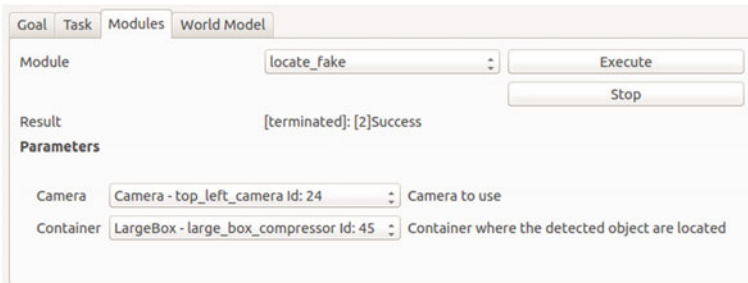 Goal Task Modules World Model
Module locate_fake Execute
Stop
Result [terminated]: [2]Success
Parameters
Camera Camera - top_left_camera Id: 24 Camera to use
Container LargeBox - large_box_compressor Id: 45 Container where the detected object are located